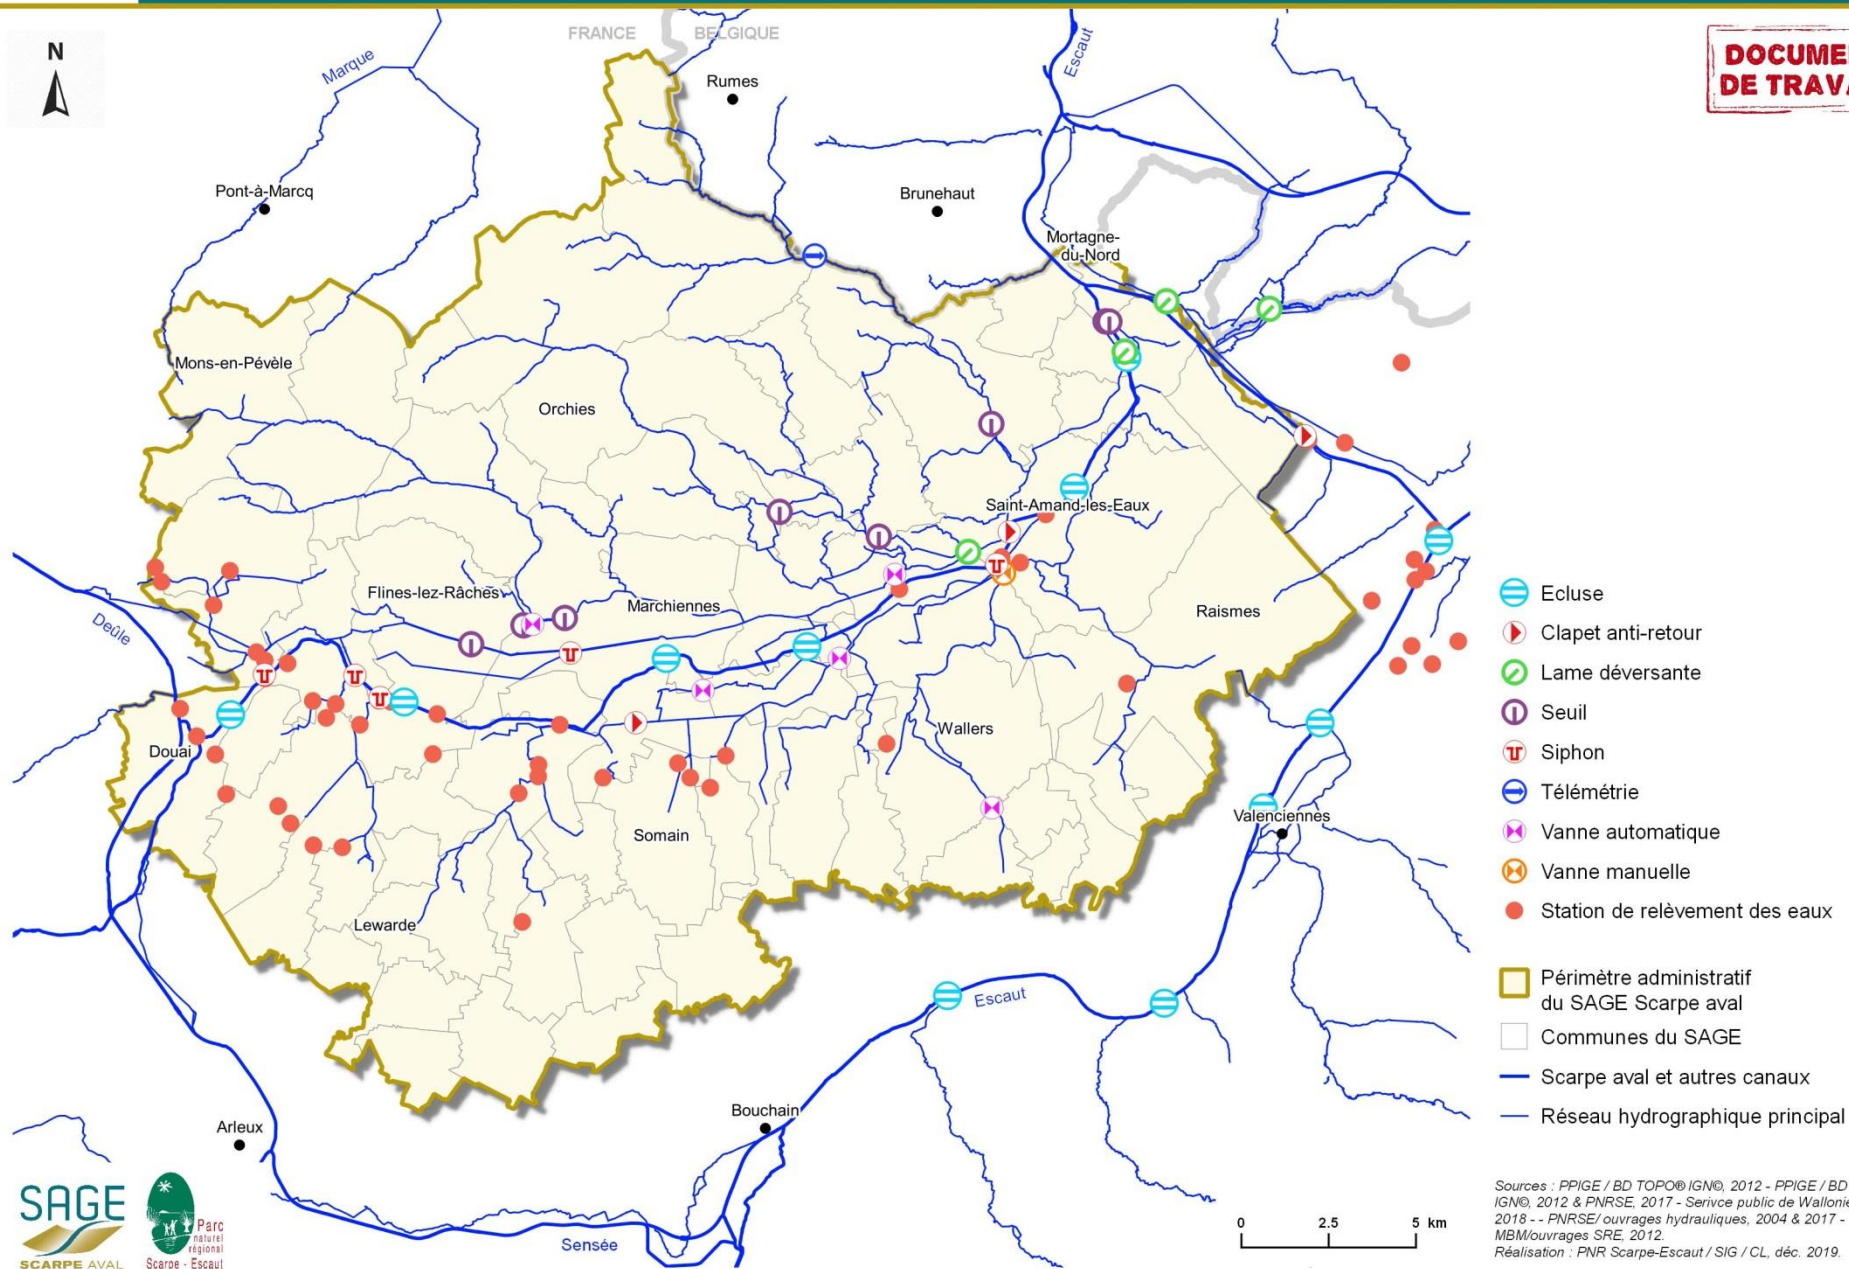 FRANCE
BELGIQUE
N
DOCUME
DE TRAVA
Marque
Escaut
Rumes
Pont-à-Marcq
Brunehaut
Mortagne-
du-Nord
Mons-en-Pévèle
Orchies
Saint-Amand-les-Eaux
Flines-lez-Râches
Marchiennes
Raismes
Deûle
Douai
Wallers
Valenciennes
Somain
Lewarde
Escaut
Bouchain
Arleux
Sensée
Ecluse
Clapet anti-retour
Lame déversante
Seuil
Siphon
Télémétrie
Vanne automatique
Vanne manuelle
Station de relèvement des eaux
Périmètre administratif
du SAGE Scarpe aval
Communes du SAGE
Scarpe aval et autres canaux
Réseau hydrographique principal
SAGE
SCARPE AVAL
Parc
naturel
régional
Scarpe - Escaut
0 2.5 5 km
Sources : PPIGE / BD TOPO® IGN©, 2012 - PPIGE / BD
IGN©, 2012 & PNRSE, 2017 - Serivce public de Wallonie
2018 - - PNRSE/ ouvrages hydrauliques, 2004 & 2017 -
MBM/ouvrages SRE, 2012.
Réalisation : PNR Scarpe-Escaut / SIG / CL, déc. 2019.